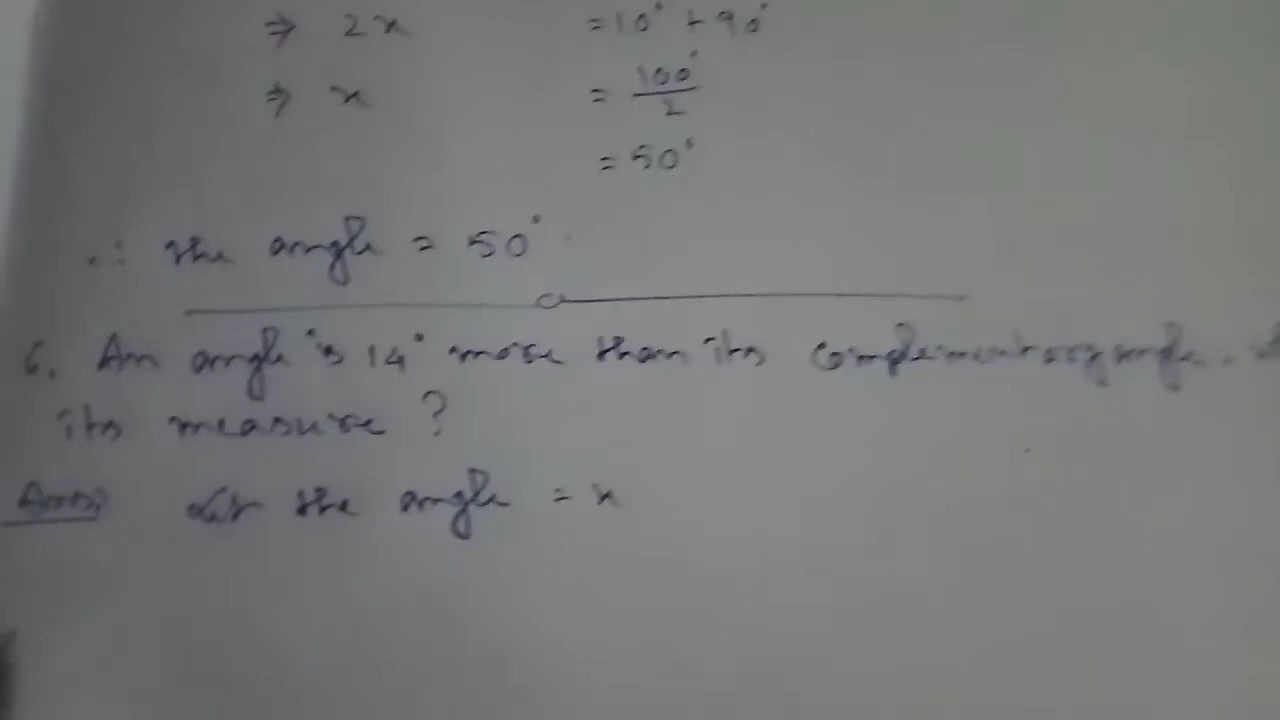 ⇒ 2x = 10° + 90°
⇒ x = 100°/2
= 50°
∴ the angle = 50°
6. An angle is 14° more than its complementary angle.
its measure ?
Ans: Let the angle = x